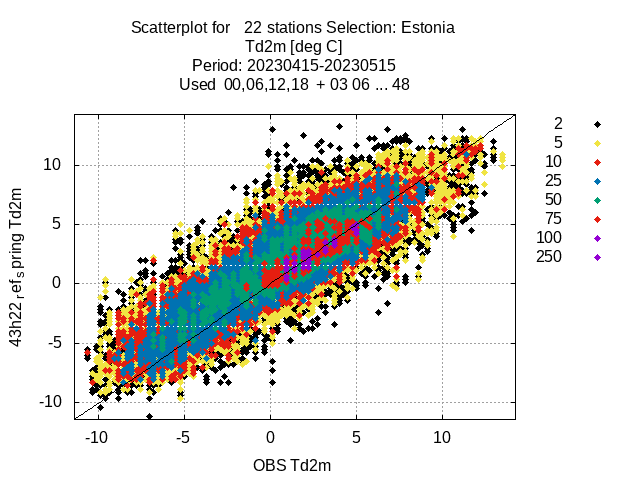 Scatterplot for 22 stations Selection: Estonia
Td2m [deg C]
Period: 20230415-20230515
Used 00,06,12,18 + 03 06 ... 48
2
5
10
25
50
75
100
250
10
5
0
-5
-10
43h22ref spring Td2m
-10 -5 0 5 10
OBS Td2m